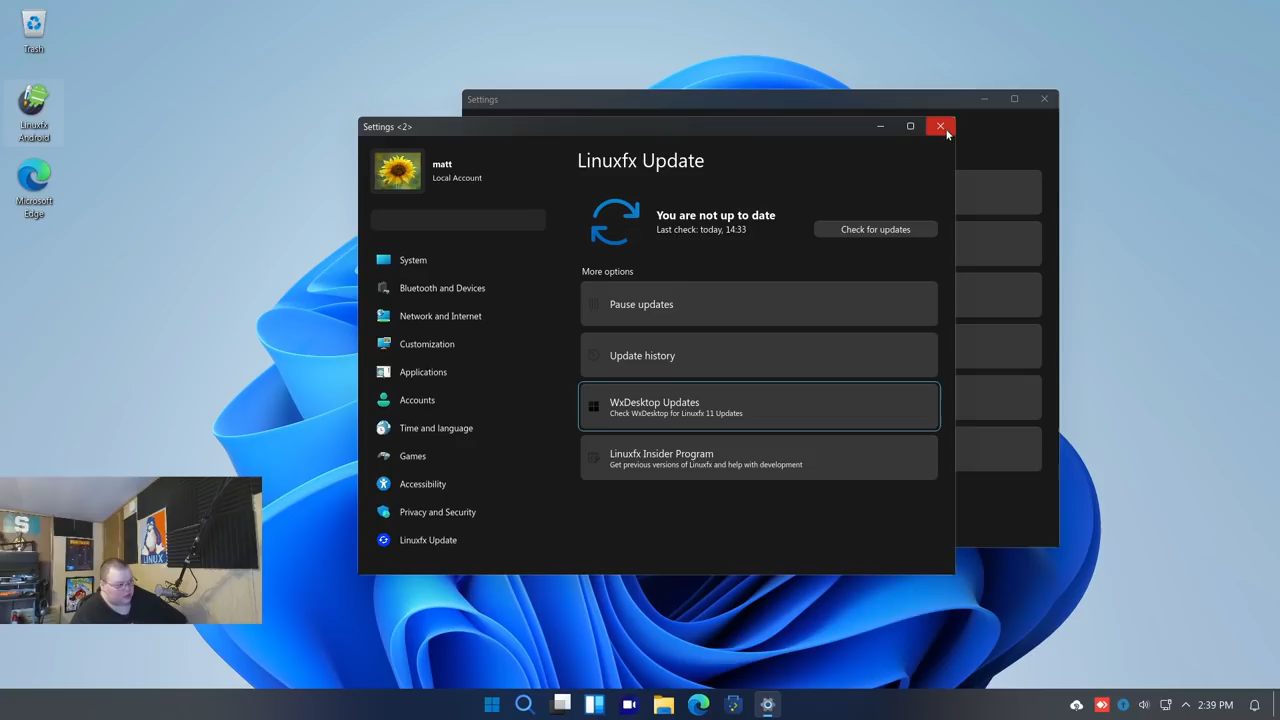 Trash
Linuxfx
Android
Microsoft
Edge
Settings
Settings <2>
matt
Local Account
System
Bluetooth and Devices
Network and Internet
Customization
Applications
Accounts
Time and language
Games
Accessibility
Privacy and Security
Linuxfx Update
Linuxfx Update
You are not up to date
Last check: today, 14:33
Check for updates
More options
Pause updates
Update history
WxDesktop Updates
Check WxDesktop for Linuxfx 11 Updates
Linuxfx Insider Program
Get previous versions of Linuxfx and help with development
S
LINUX
2:39 PM